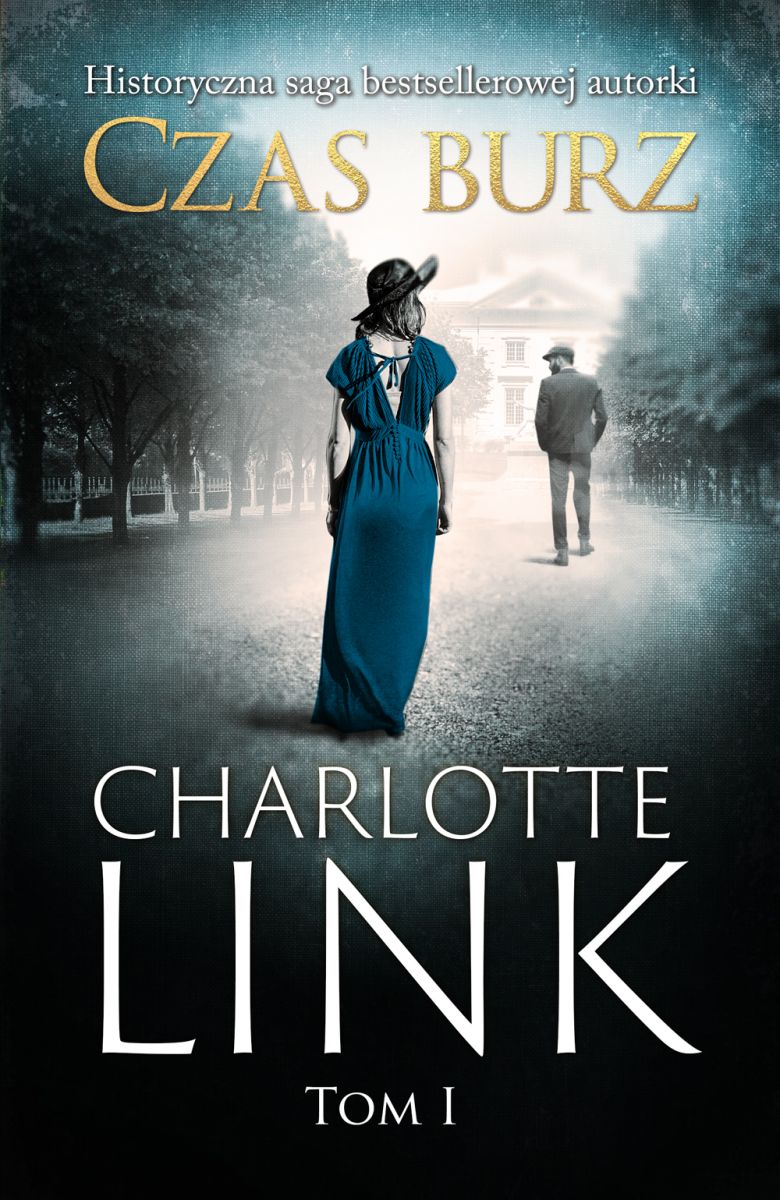 Historyczna saga bestsellerowej autorki
CZAS BURZ
CHARLOTTE
LINK
TOM I